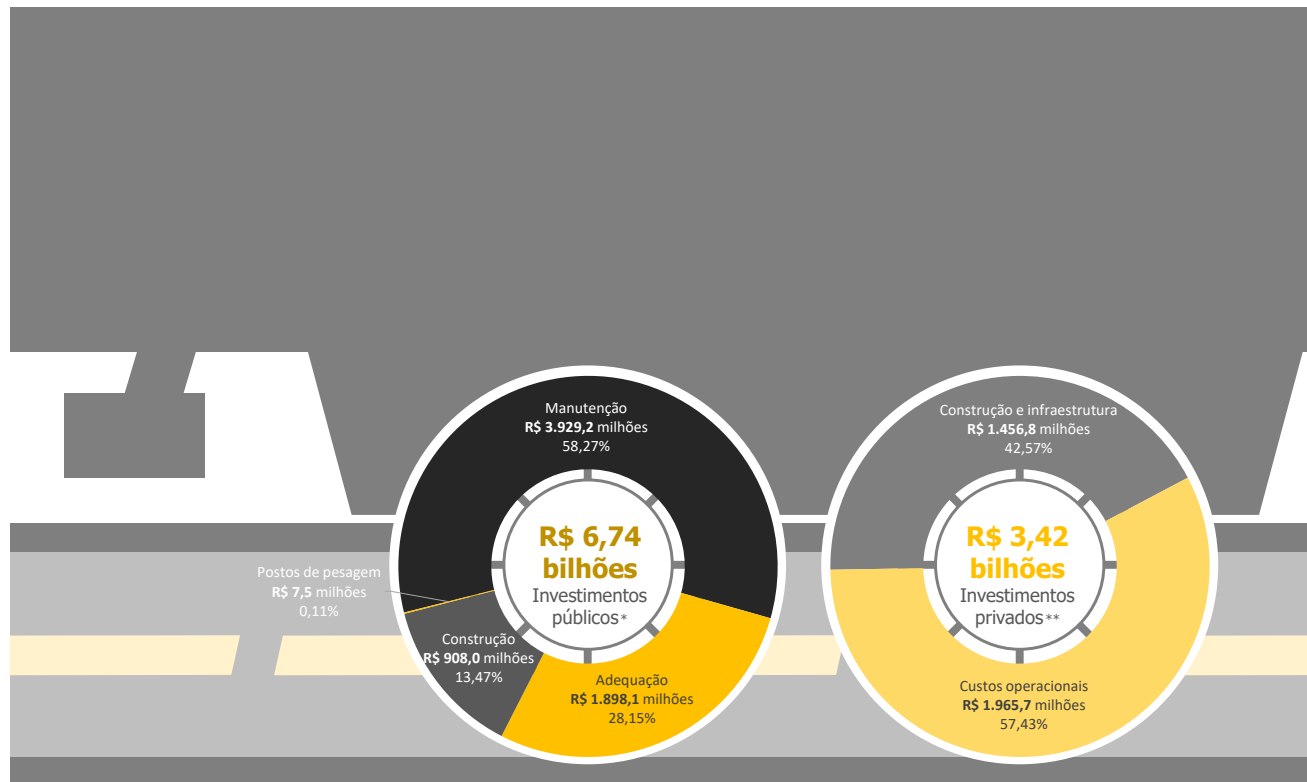 Manutenção
R$ 3.929,2 milhões
58,27%
Postos de pesagem
R$ 7,5 milhões
0,11%
Construção
R$ 908,0 milhões
13,47%
Adequação
R$ 1.898,1 milhões
28,15%
R$ 6,74
bilhões
Investimentos
públicos*
Construção e infraestrutura
R$ 1.456,8 milhões
42,57%
R$ 3,42
bilhões
Investimentos
privados**
Custos operacionais
R$ 1.965,7 milhões
57,43%